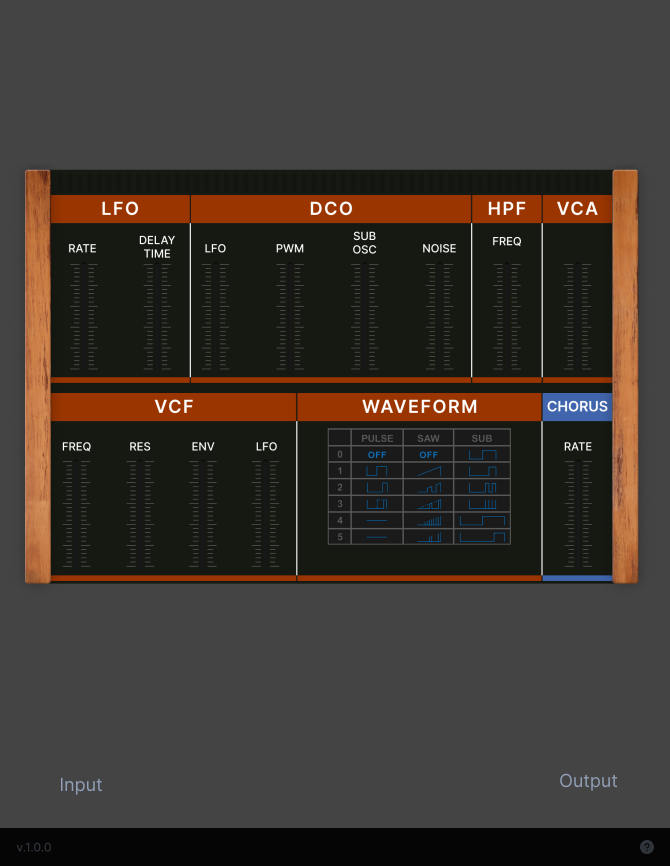 LFO DCO HPF VCA
RATE DELAY TIME LFO PWM SUB OSC NOISE FREQ
VCF WAVEFORM CHORUS
FREQ RES ENV LFO RATE
PULSE SAW SUB
0 OFF OFF
1
2
3
4
5
Input Output
v.1.0.0 ?